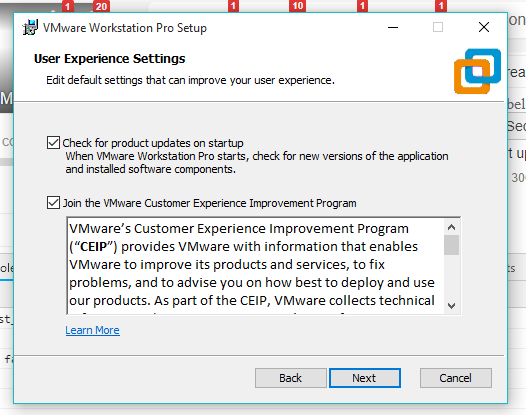 1
20
1
10
1
1
VMware Workstation Pro Setup
User Experience Settings
Edit default settings that can improve your user experience.
Check for product updates on startup
When VMware Workstation Pro starts, check for new versions of the application
and installed software components.
Join the VMware Customer Experience Improvement Program
VMware's Customer Experience Improvement Program
("CEIP") provides VMware with information that enables
VMware to improve its products and services, to fix
problems, and to advise you on how best to deploy and use
our products. As part of the CEIP, VMware collects technical
Learn More
Back
Next
Cancel